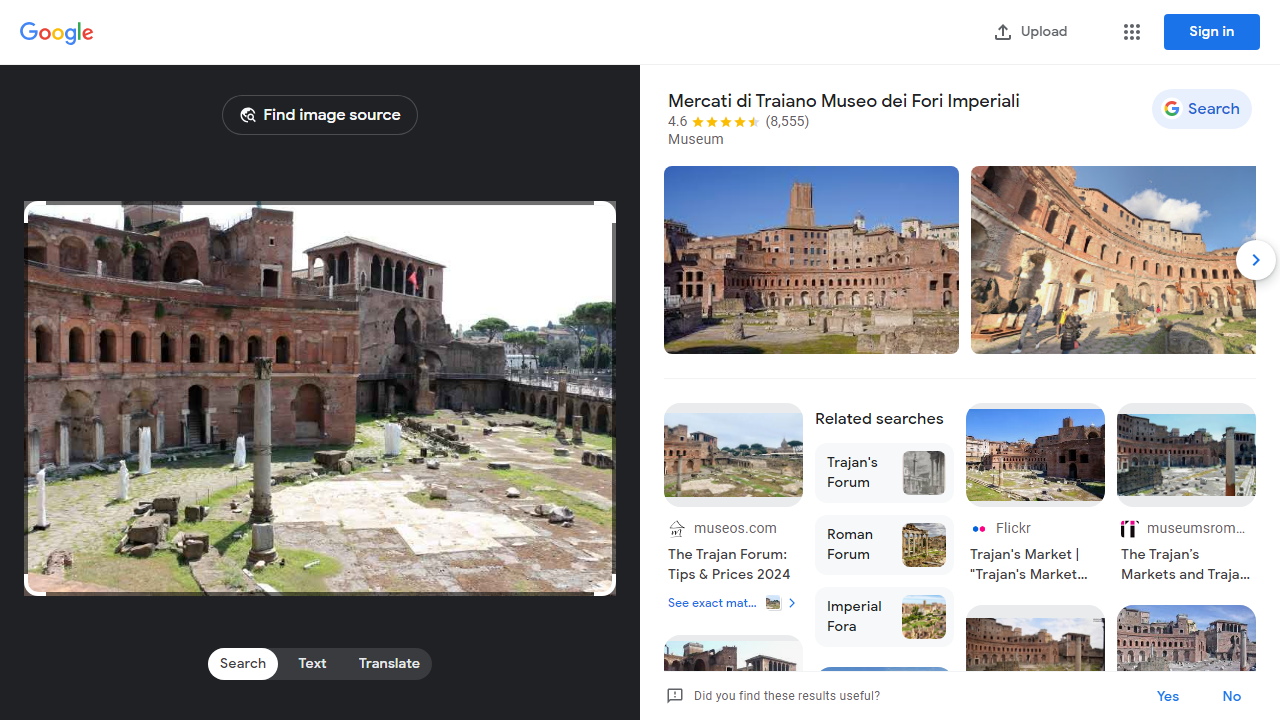 Google
Upload
Sign in
Find image source
Search
Text
Translate
Mercati di Traiano Museo dei Fori Imperiali
4.6 (8,555)
Museum
Search
museos.com
The Trajan Forum:
Tips & Prices 2024
See exact mat...
Related searches
Trajan's
Forum
Roman
Forum
Imperial
Fora
Flickr
Trajan's Market |
"Trajan's Market...
museumsrom...
The Trajan's
Markets and Traja...
Did you find these results useful?
Yes
No